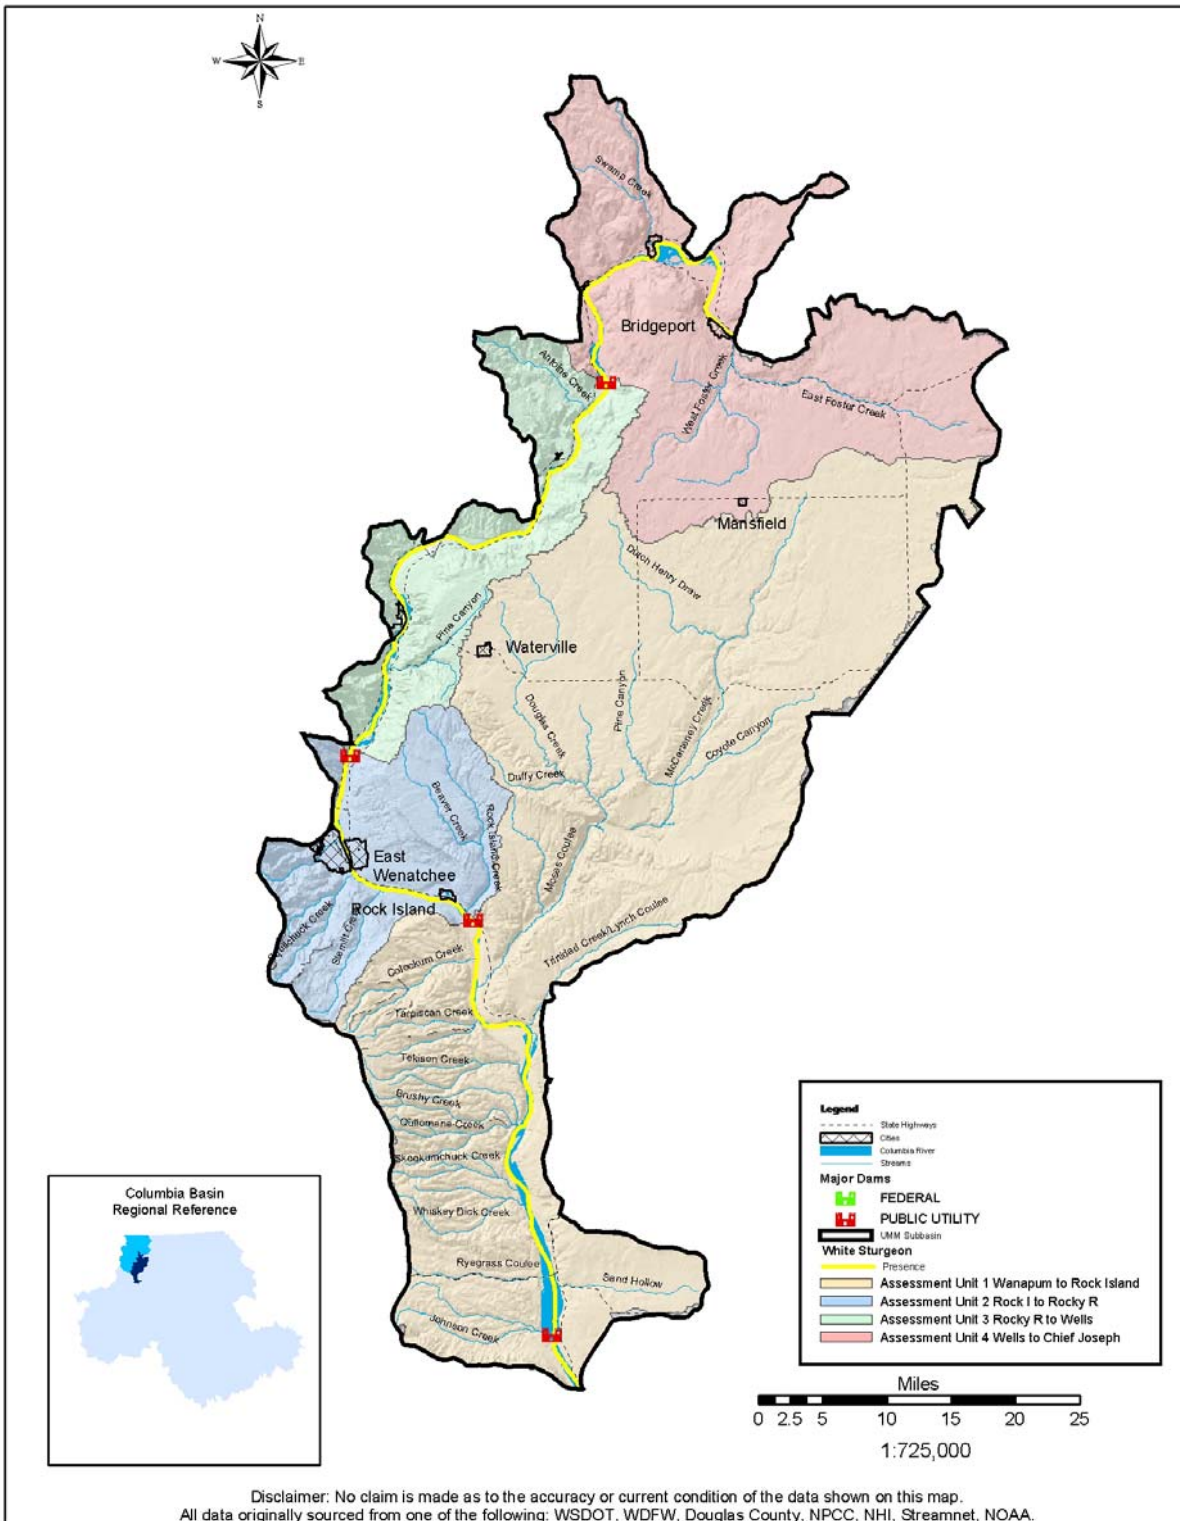 N
W
E
S
Swamp Creek
Bridgeport
Antoine Creek
West Foster Creek
East Foster Creek
Mansfield
Dutch Henry Draw
Pine Canyon
Waterville
Douglas Creek
Pine Canyon
McCarteney Creek
Coyote Canyon
Duffy Creek
Beaver Creek
Rock Island Creek
Moses Coulee
East
Wenatchee
Rock Island
Stemilt Creek
Trinidad Creek/Lynch Coulee
Colockum Creek
Tarpiscan Creek
Tekison Creek
Brushy Creek
Quilomene Creek
Skookumchuck Creek
Whiskey Dick Creek
Ryegrass Coulee
Sand Hollow
Johnson Creek
Columbia Basin
Regional Reference
Legend
State Highways
Cities
Columbia River
Streams
Major Dams
FEDERAL
PUBLIC UTILITY
UMM Subbasin
White Sturgeon
Presence
Assessment Unit 1 Wanapum to Rock Island
Assessment Unit 2 Rock I to Rocky R
Assessment Unit 3 Rocky R to Wells
Assessment Unit 4 Wells to Chief Joseph
Miles
0 2.5 5 10 15 20 25
1:725,000
Disclaimer: No claim is made as to the accuracy or current condition of the data shown on this map.
All data originally sourced from one of the following: WSDOT, WDFW, Douglas County, NPCC, NHI, Streamnet, NOAA.